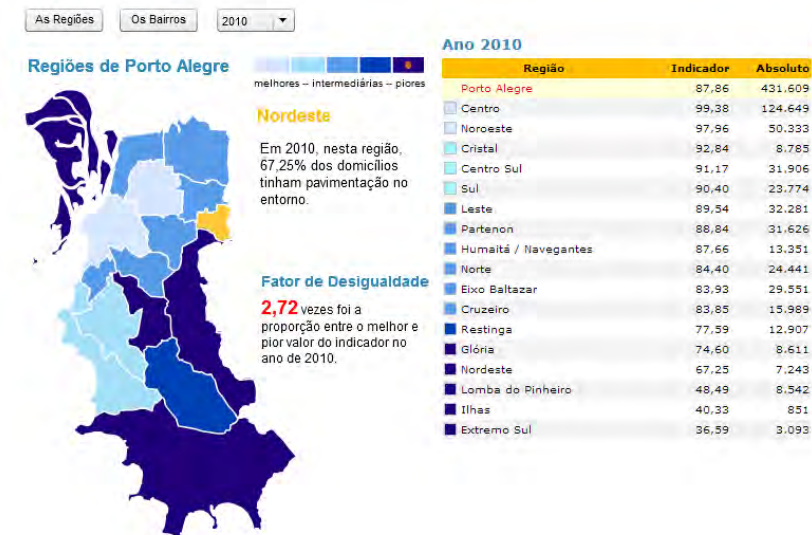 As Regiões
Os Bairros
2010
Regiões de Porto Alegre
melhores – intermediárias – piores
Nordeste
Em 2010, nesta região,
67,25% dos domicílios
tinham pavimentação no
entorno.
Fator de Desigualdade
2,72 vezes foi a
proporção entre o melhor e
pior valor do indicador no
ano de 2010.
Ano 2010
Região Indicador Absoluto
Porto Alegre 87,86 431.609
Centro 99,38 124.649
Noroeste 97,96 50.333
Cristal 92,84 8.785
Centro Sul 91,17 31,906
Sul 90,40 23.774
Leste 89,54 32.281
Partenon 88,84 31.626
Humaitá / Navegantes 87,66 13.351
Norte 84,40 24.441
Eixo Baltazar 83,93 29.551
Cruzeiro 83,85 15.989
Restinga 77,59 12.907
Glória 74,60 8.611
Nordeste 67,25 7.243
Lomba do Pinheiro 48,49 8.542
Ilhas 40,33 851
Extremo Sul 36,59 3.093